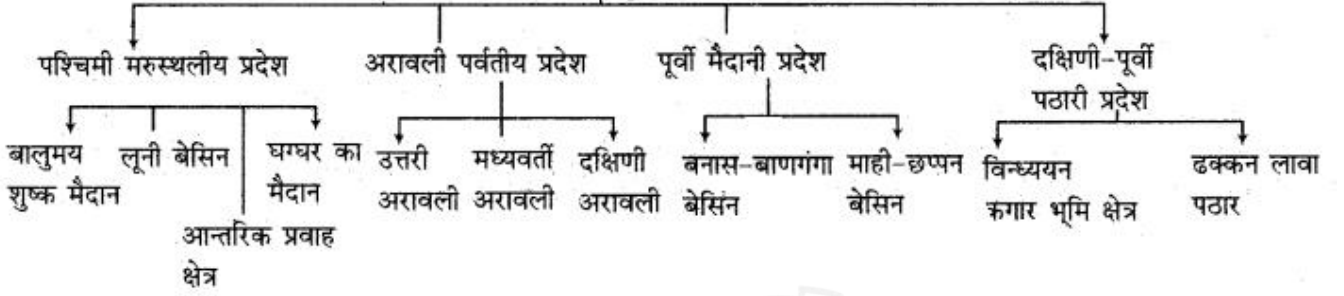 पश्चिमी मरुस्थलीय प्रदेश
अरावली पर्वतीय प्रदेश
पूर्वी मैदानी प्रदेश
दक्षिणी-पूर्वी
पठारी प्रदेश
बालुमय
शुष्क मैदान
लूनी बेसिन
आन्तरिक प्रवाह
क्षेत्र
घग्घर का
मैदान
उत्तरी
अरावली
मध्यवर्ती
अरावली
दक्षिणी
अरावली
बनास-बाणगंगा
बेसिन
माही-छप्पन
बेसिन
विन्ध्ययन
कगार भूमि क्षेत्र
ढक्कन लावा
पठार